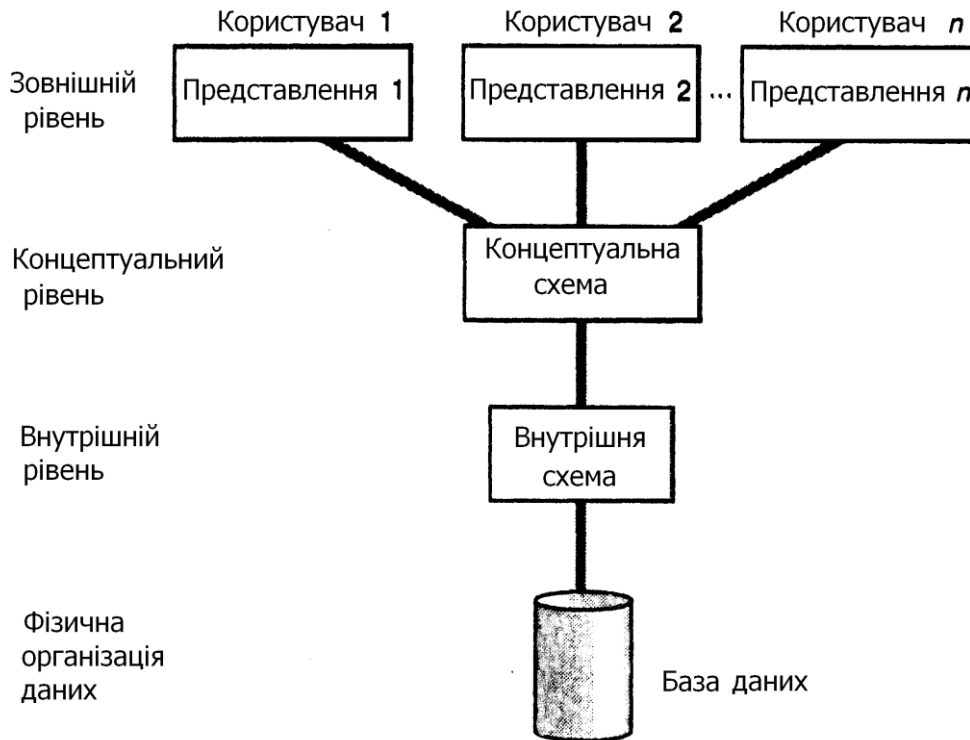 Користувач 1
Користувач 2
Користувач n
Зовнішній
рівень
Представлення 1
Представлення 2
...
Представлення n
Концептуальний
рівень
Концептуальна
схема
Внутрішній
рівень
Внутрішня
схема
Фізична
організація
даних
База даних